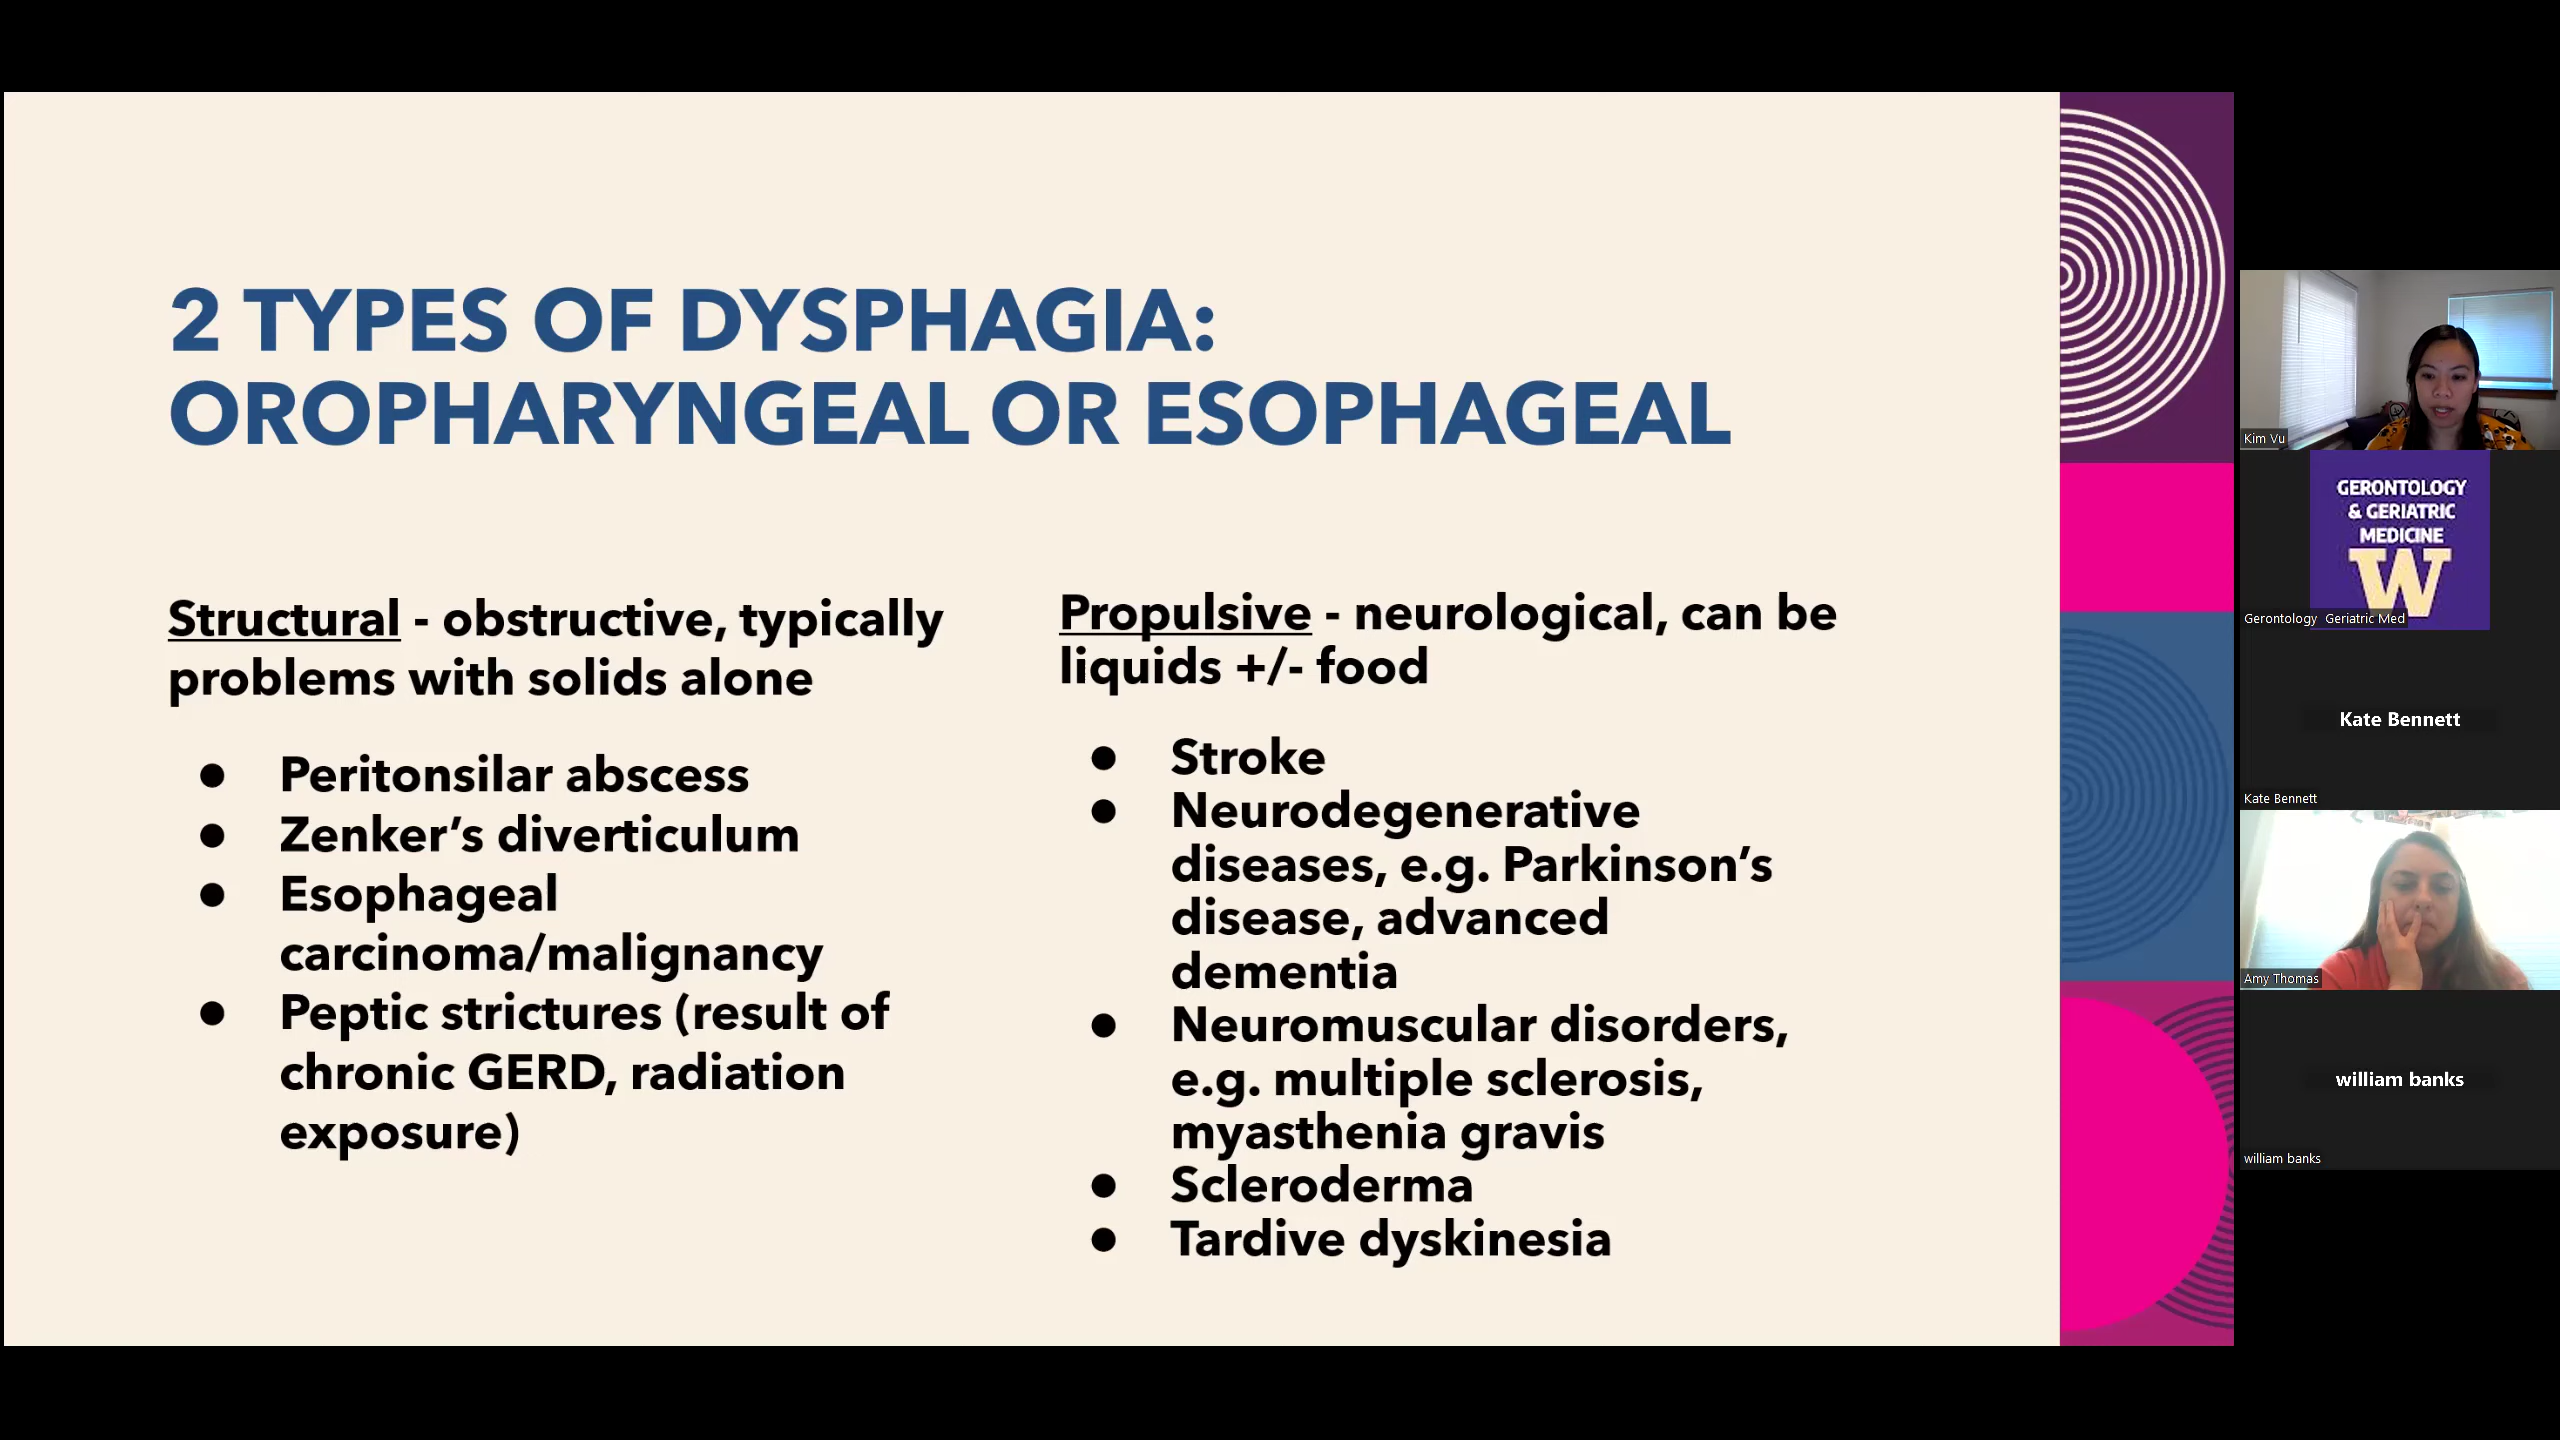 2 TYPES OF DYSPHAGIA:
OROPHARYNGEAL OR ESOPHAGEAL
Structural - obstructive, typically
problems with solids alone
● Peritonsilar abscess
● Zenker’s diverticulum
● Esophageal
carcinoma/malignancy
● Peptic strictures (result of
chronic GERD, radiation
exposure)
Propulsive - neurological, can be
liquids +/- food
● Stroke
● Neurodegenerative
diseases, e.g. Parkinson’s
disease, advanced
dementia
● Neuromuscular disorders,
e.g. multiple sclerosis,
myasthenia gravis
● Scleroderma
● Tardive dyskinesia
Kim Vu
GERONTOLOGY
& GERIATRIC
MEDICINE
W
Gerontology Geriatric Med
Kate Bennett
Kate Bennett
Amy Thomas
william banks
william banks